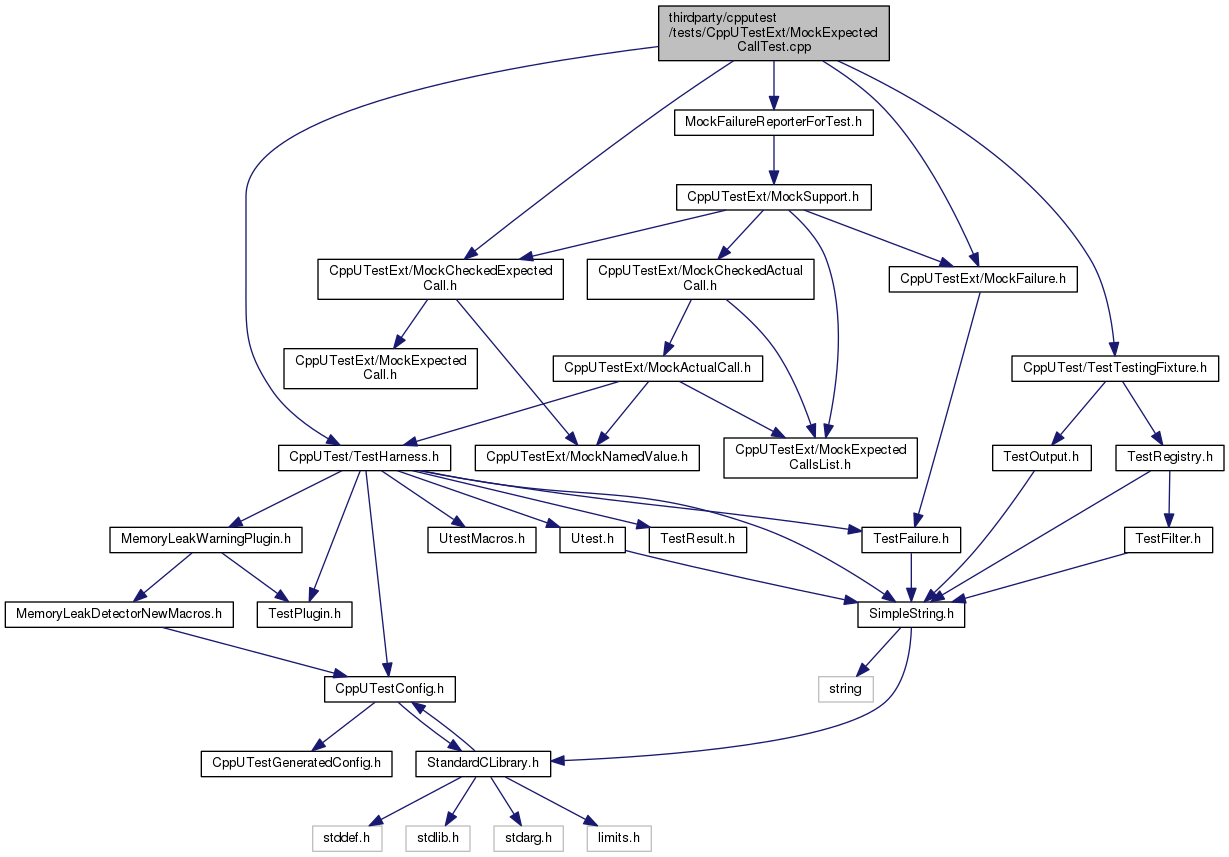 thirdparty/cpputest
/tests/CppUTestExt/MockExpected
CallTest.cpp
MockFailureReporterForTest.h
CppUTestExt/MockSupport.h
CppUTestExt/MockCheckedExpected
Call.h
CppUTestExt/MockCheckedActual
Call.h
CppUTestExt/MockFailure.h
CppUTestExt/MockExpected
Call.h
CppUTestExt/MockActualCall.h
CppUTest/TestTestingFixture.h
CppUTest/TestHarness.h
CppUTestExt/MockNamedValue.h
CppUTestExt/MockExpected
CallsList.h
TestOutput.h
TestRegistry.h
MemoryLeakWarningPlugin.h
UtestMacros.h
Utest.h
TestResult.h
TestFailure.h
TestFilter.h
MemoryLeakDetectorNewMacros.h
TestPlugin.h
SimpleString.h
CppUTestConfig.h
string
CppUTestGeneratedConfig.h
StandardCLibrary.h
stddef.h
stdlib.h
stdarg.h
limits.h